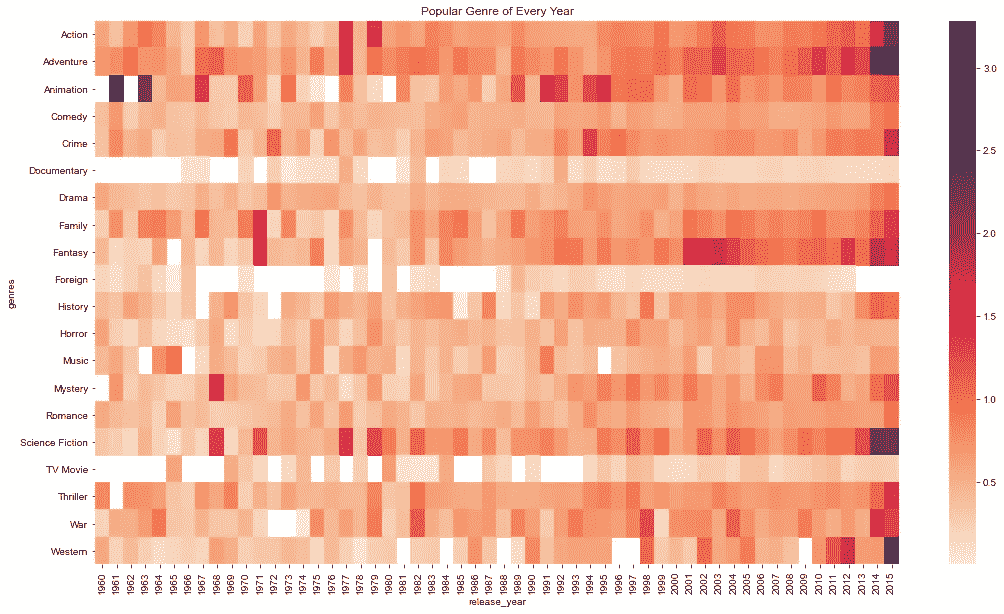 Popular Genre of Every Year
Action
Adventure
Animation
Comedy
Crime
Documentary
Drama
Family
Fantasy
Foreign
History
Horror
Music
Mystery
Romance
Science Fiction
TV Movie
Thriller
War
Western
genres
1960 1961 1962 1963 1964 1965 1966 1967 1968 1969 1970 1971 1972 1973 1974 1975 1976 1977 1978 1979 1980 1981 1982 1983 1984 1985 1986 1987 1988 1989 1990 1991 1992 1993 1994 1995 1996 1997 1998 1999 2000 2001 2002 2003 2004 2005 2006 2007 2008 2009 2010 2011 2012 2013 2014 2015
release_year
3.0
2.5
2.0
1.5
1.0
0.5